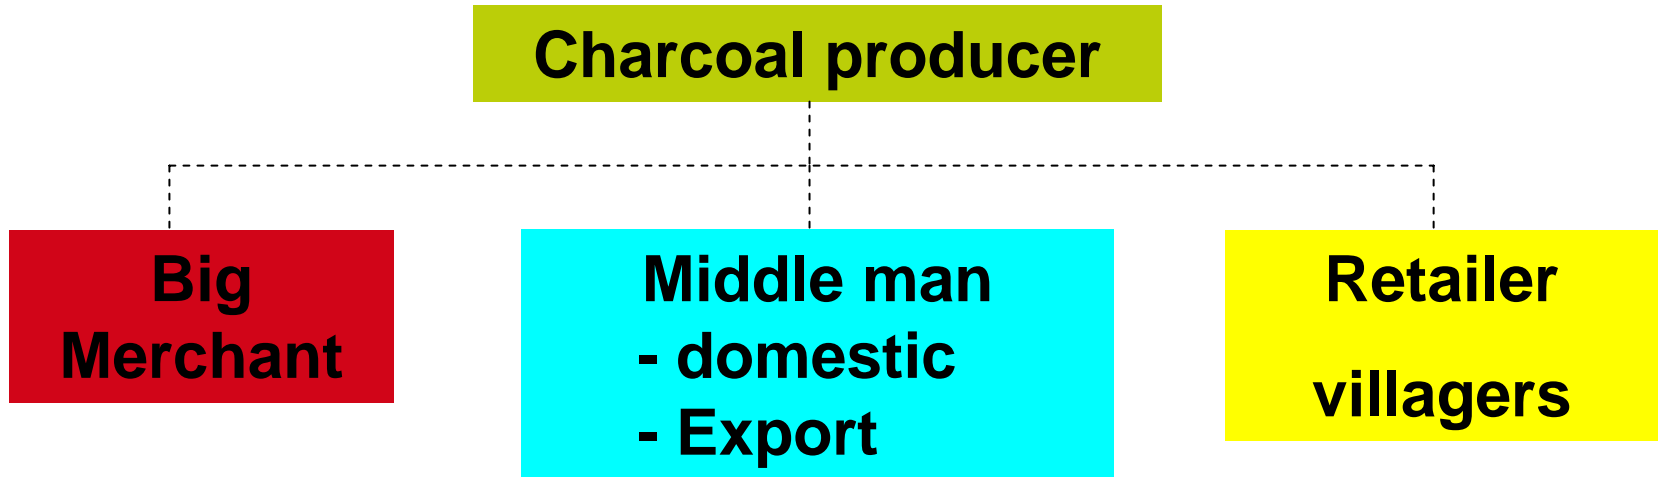 Charcoal producer
Big
Merchant
Middle man
- domestic
- Export
Retailer
villagers